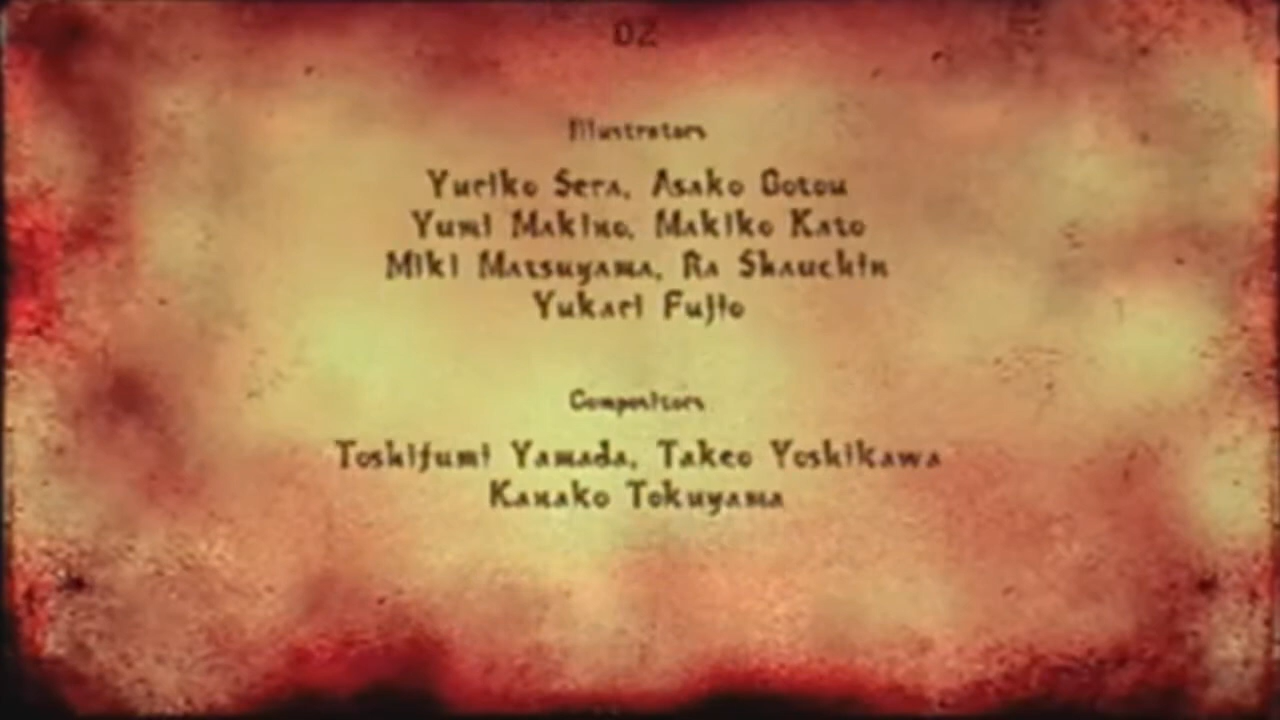 02
Illustrators
Yuriko Sera, Asako Gotou
Yumi Makino, Makiko Kato
Miki Matsuyama, Ra Shauchin
Yukari Fujio
Compositors
Toshifumi Yamada, Takeo Yoshikawa
Kanako Tokuyama